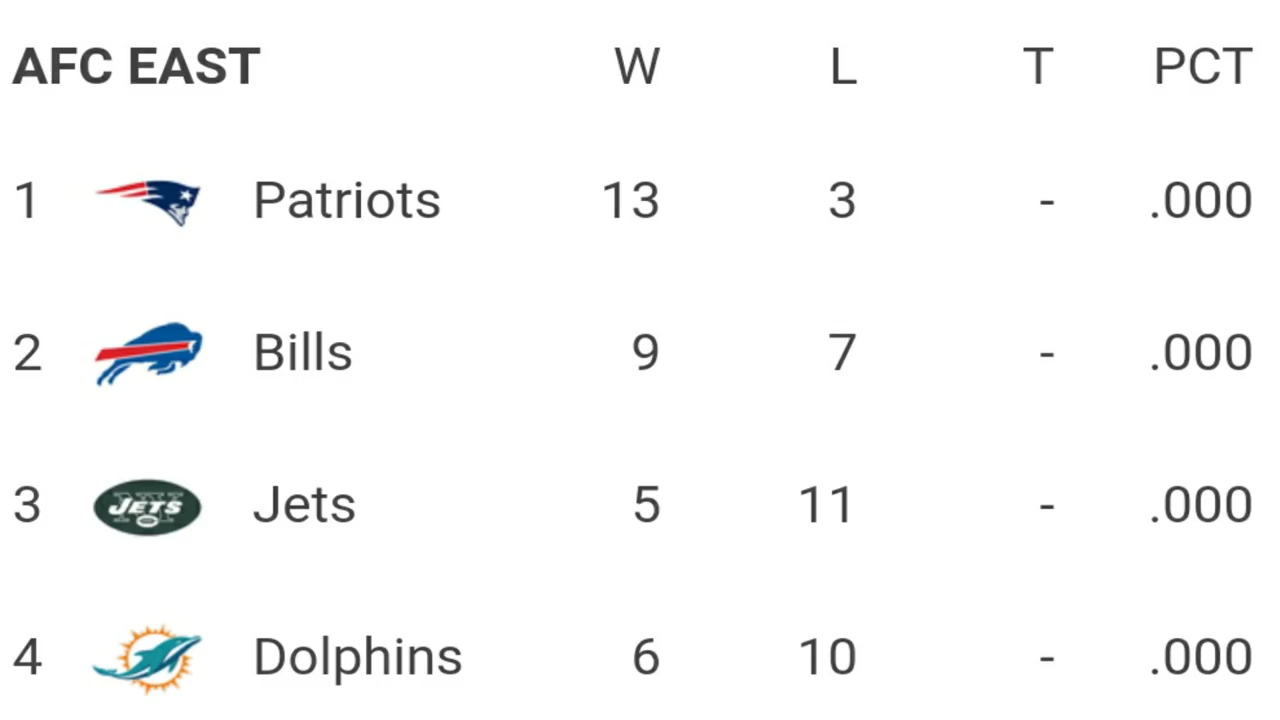 AFC EAST W L T PCT
1 Patriots 13 3 - .000
2 Bills 9 7 - .000
3 JETS Jets 5 11 - .000
4 Dolphins 6 10 - .000